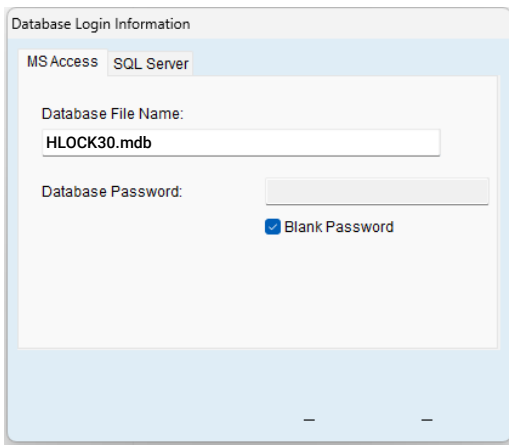 Database Login Information
MS Access SQL Server
Database File Name:
HLOCK30.mdb
Database Password:
Blank Password